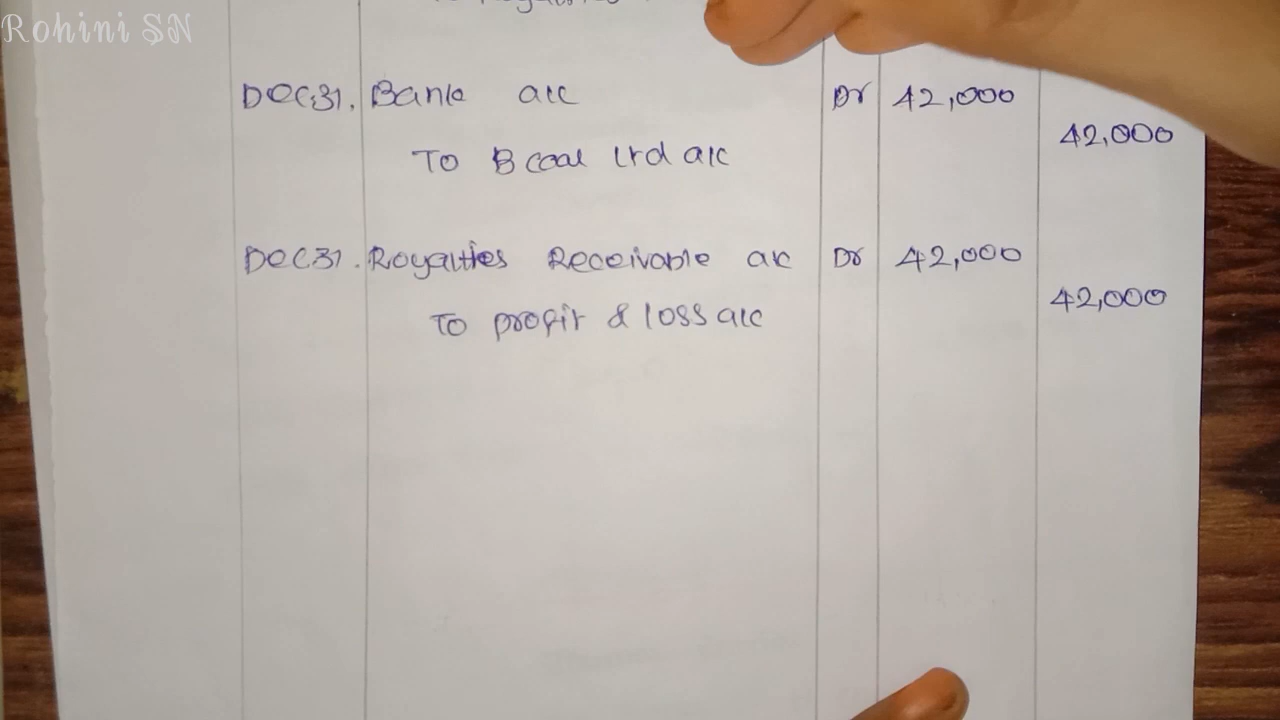 Rohini SN
DEC31. Bank a/c Dr 42,000
42,000
To B coal Ltd a/c
DEC31. Royalties Receivable a/c Dr 42,000
42,000
To profit & loss a/c